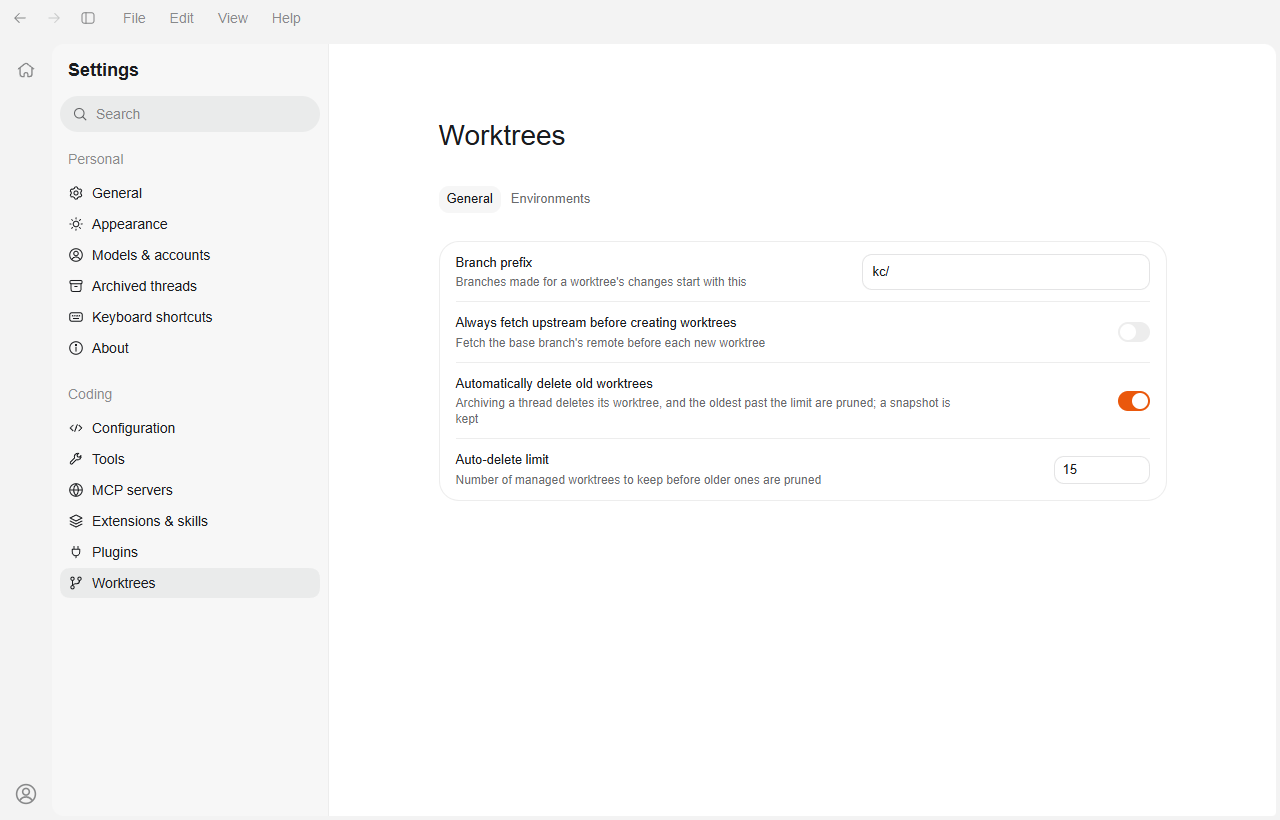 File Edit View Help
Settings
Search
Personal
General
Appearance
Models & accounts
Archived threads
Keyboard shortcuts
About
Coding
Configuration
Tools
MCP servers
Extensions & skills
Plugins
Worktrees
Worktrees
General Environments
Branch prefix
Branches made for a worktree's changes start with this
kc/
Always fetch upstream before creating worktrees
Fetch the base branch's remote before each new worktree
Automatically delete old worktrees
Archiving a thread deletes its worktree, and the oldest past the limit are pruned; a snapshot is
kept
Auto-delete limit
Number of managed worktrees to keep before older ones are pruned
15